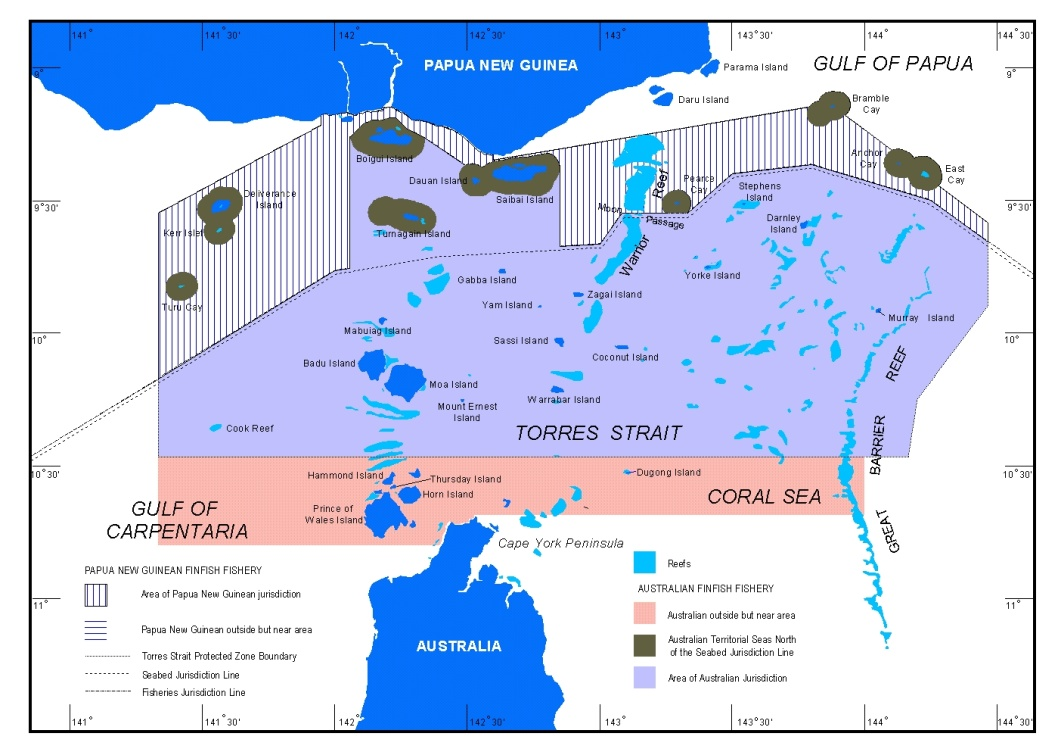 141°
141° 30'
142°
142° 30'
143°
143° 30'
144°
144° 30'
PAPUA NEW GUINEA
GULF OF PAPUA
9°
9°
Parama Island
Daru Island
Bramble
Cay
Boigul Island
Anchor
Cay
East
Cay
Dauan Island
Saibai Island
Pearce
Cay
Reef
Stephens
Island
Deliverance
Island
9°30'
9°30'
Moon
Passage
Darnley
Island
Kerr Islet
Turnagain Island
Warrior
Turu Cay
Gabba Island
Yorke Island
Zagai Island
Yam Island
Murray Island
Mabuiag Island
10°
10°
Sassi Island
Coconut Island
Badu Island
REEF
Moa Island
Mount Ernest
Island
Warrabar Island
Cook Reef
TORRES STRAIT
BARRIER
10°30'
10°30'
Hammond Island
Thursday Island
Dugong Island
Horn Island
CORAL SEA
GULF OF
CARPENTARIA
Prince of
Wales Island
GREAT
Cape York Peninsula
PAPUA NEW GUINEAN FINFISH FISHERY
Area of Papua New Guinean jurisdiction
Papua New Guinean outside but near area
Torres Strait Protected Zone Boundary
Seabed Jurisdiction Line
Fisheries Jurisdiction Line
Reefs
AUSTRALIAN FINFISH FISHERY
Australian outside but near area
Australian Territorial Seas North
of the Seabed Jurisdiction Line
Area of Australian Jurisdiction
11°
11°
AUSTRALIA
141°
141° 30'
142°
142° 30'
143°
143° 30'
144°
144° 30'